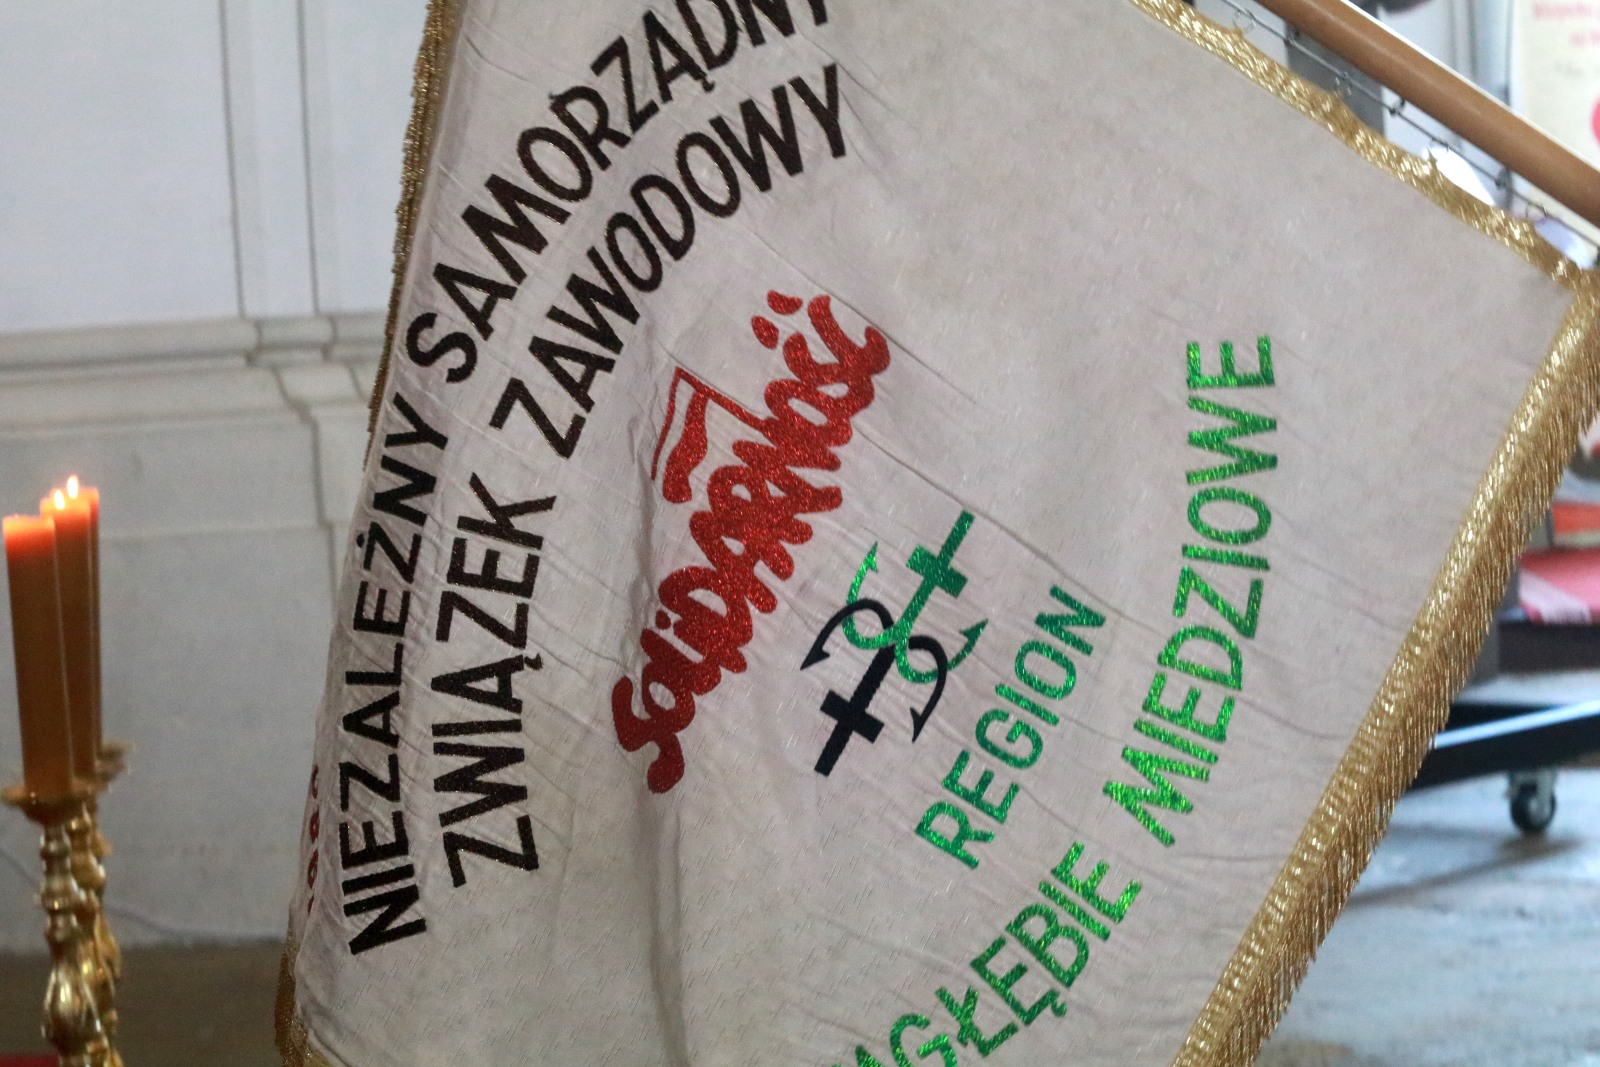 NIEZALEŻNY SAMORZĄDNY
ZWIĄZEK ZAWODOWY
SOLIDARNOŚĆ
REGION
ZAGŁĘBIE MIEDZIOWE